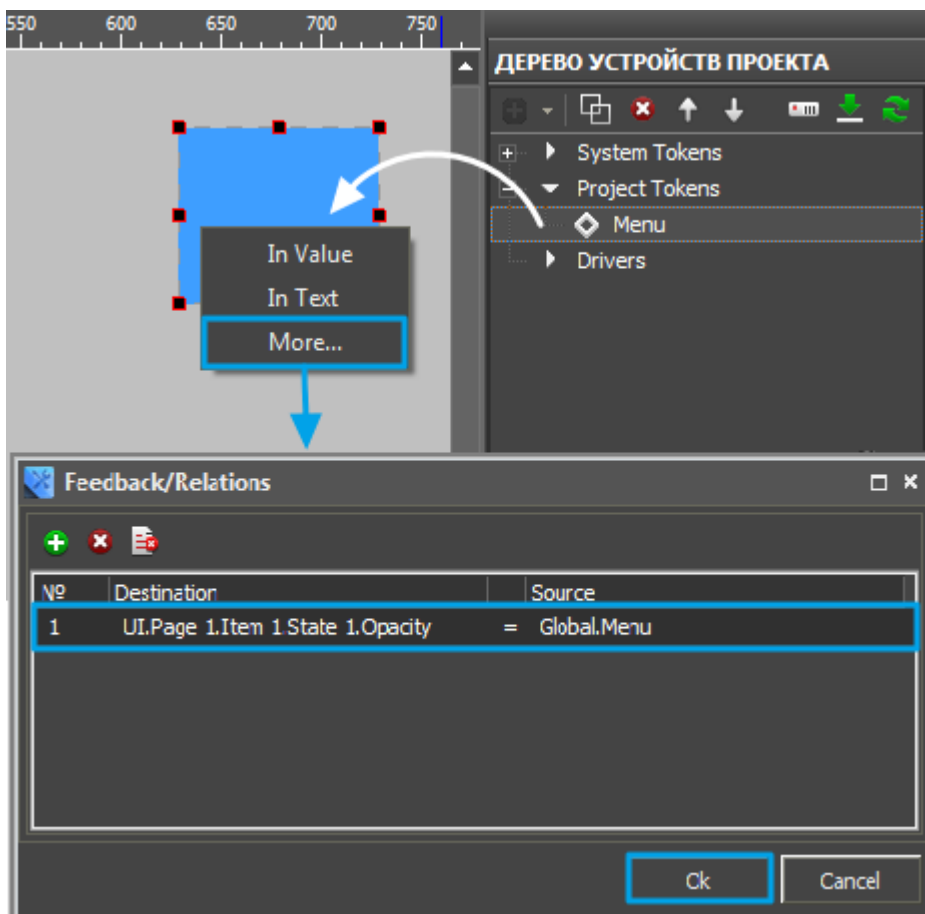 550 600 650 700 750
ДЕРЕВО УСТРОЙСТВ ПРОЕКТА
System Tokens
Project Tokens
Menu
Drivers
In Value
In Text
More...
Feedback/Relations
№ Destination Source
1 UI.Page 1.Item 1.State 1.Opacity = Global.Menu
Ok Cancel